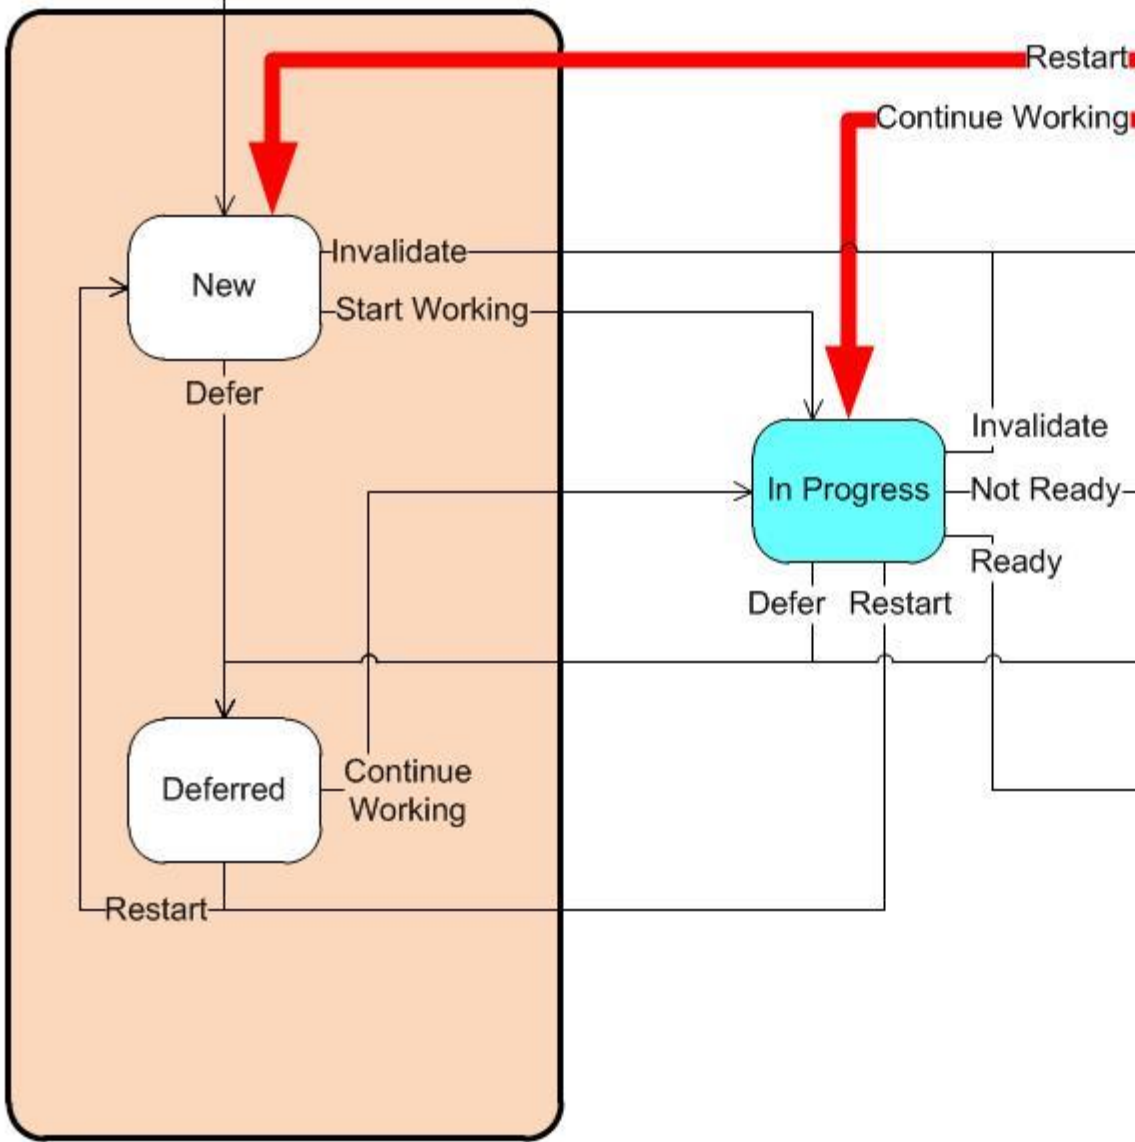 Restart
Continue Working
Invalidate
New
Start Working
Defer
Invalidate
In Progress
Not Ready
Ready
Defer
Restart
Continue
Working
Deferred
Restart